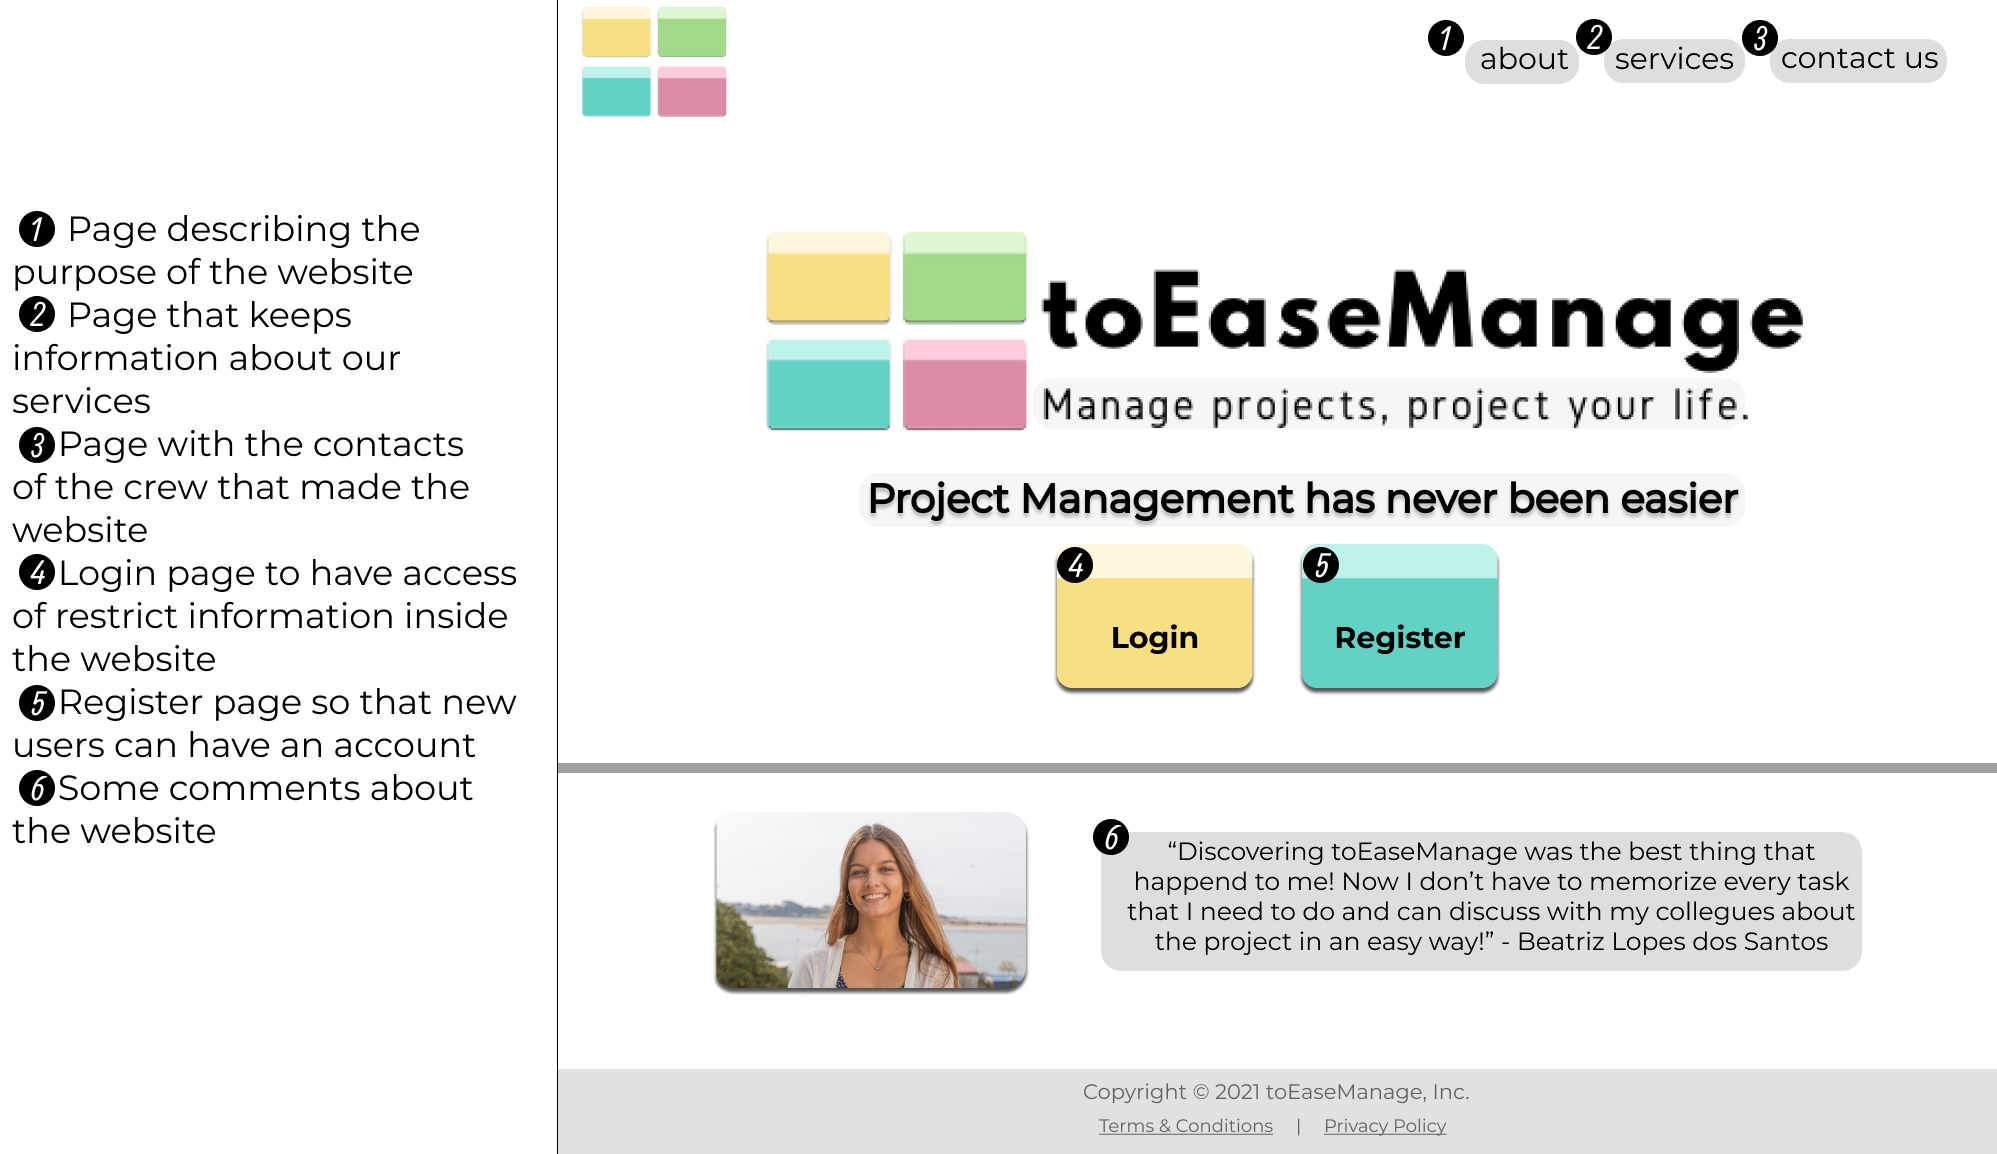 1 Page describing the
purpose of the website
2 Page that keeps
information about our
services
3 Page with the contacts
of the crew that made the
website
4 Login page to have access
of restrict information inside
the website
5 Register page so that new
users can have an account
6 Some comments about
the website
1 about 2 services 3 contact us
toEaseManage
Manage projects, project your life.
Project Management has never been easier
4 Login
5 Register
6
“Discovering toEaseManage was the best thing that
happend to me! Now I don’t have to memorize every task
that I need to do and can discuss with my collegues about
the project in an easy way!” - Beatriz Lopes dos Santos
Copyright © 2021 toEaseManage, Inc.
Terms & Conditions | Privacy Policy